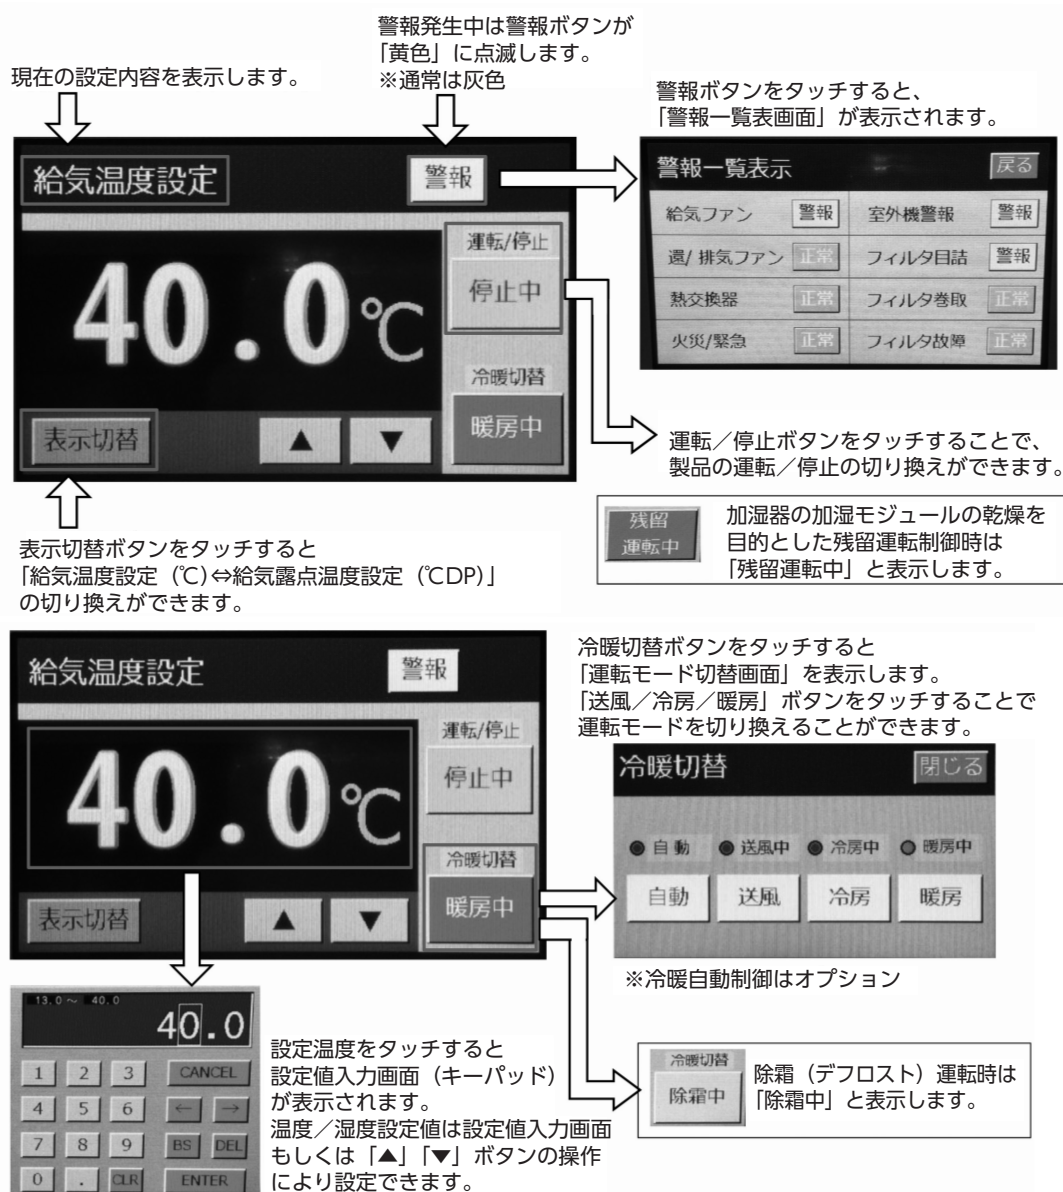 警報発生中は警報ボタンが
「黄色」に点滅します。
※通常は灰色
現在の設定内容を表示します。
警報ボタンをタッチすると、
「警報一覧表画面」が表示されます。
給気温度設定
警報
運転/停止
停止中
40.0℃
冷暖切替
暖房中
表示切替
▲
▼
警報一覧表示
戻る
給気ファン 警報 室外機警報 警報
還/排気ファン 正常 フィルタ目詰 警報
熱交換器 正常 フィルタ巻取 正常
火災/緊急 正常 フィルタ故障 正常
運転／停止ボタンをタッチすることで、
製品の運転／停止の切り換えができます。
残留
運転中
加湿器の加湿モジュールの乾燥を
目的とした残留運転制御時は
「残留運転中」と表示します。
表示切替ボタンをタッチすると
「給気温度設定（℃）⇔給気露点温度設定（℃DP）」
の切り換えができます。
給気温度設定
警報
運転/停止
停止中
40.0℃
冷暖切替
暖房中
表示切替
▲
▼
冷暖切替ボタンをタッチすると
「運転モード切替画面」を表示します。
「送風／冷房／暖房」ボタンをタッチすることで
運転モードを切り換えることができます。
冷暖切替
閉じる
自動 送風中 冷房中 暖房中
自動 送風 冷房 暖房
※冷暖自動制御はオプション
13.0～ 40.0
40.0
1 2 3 CANCEL
4 5 6 ← →
7 8 9 BS DEL
0 . CLR ENTER
設定温度をタッチすると
設定値入力画面（キーパッド）
が表示されます。
温度／湿度設定値は設定値入力画面
もしくは「▲」「▼」ボタンの操作
により設定できます。
冷暖切替
除霜中
除霜（デフロスト）運転時は
「除霜中」と表示します。